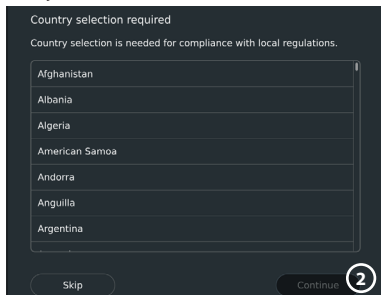 Country selection required
Country selection is needed for compliance with local regulations.
Afghanistan
Albania
Algeria
American Samoa
Andorra
Anguilla
Argentina
Skip
Continue
2